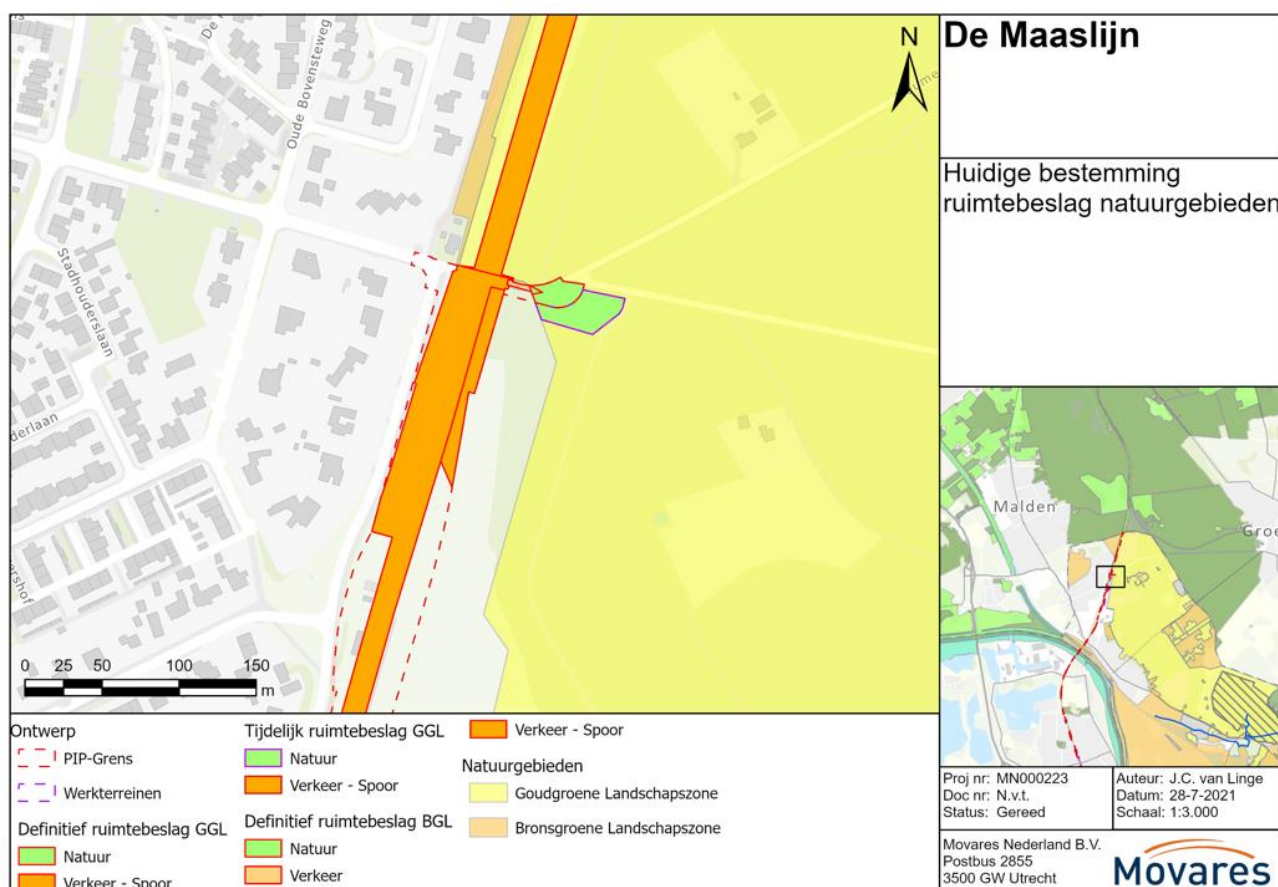 De Maaslijn
Huidige bestemming
ruimtebeslag natuurgebieden
N
Oude Bovensteweg
Stadhouderslaan
derlaan
ershof
0 25 50 100 150
m
Malden
Groe
Ontwerp
PIP-Grens
Werkterreinen
Definitief ruimtebeslag GGL
Natuur
Verkeer - Spoor
Tijdelijk ruimtebeslag GGL
Natuur
Verkeer - Spoor
Definitief ruimtebeslag BGL
Natuur
Verkeer
Verkeer - Spoor
Natuurgebieden
Goudgroene Landschapszone
Bronsgroene Landschapszone
Proj nr: MN000223
Doc nr: N.v.t.
Status: Gereed
Auteur: J.C. van Linge
Datum: 28-7-2021
Schaal: 1:3.000
Movares Nederland B.V.
Postbus 2855
3500 GW Utrecht
Movares